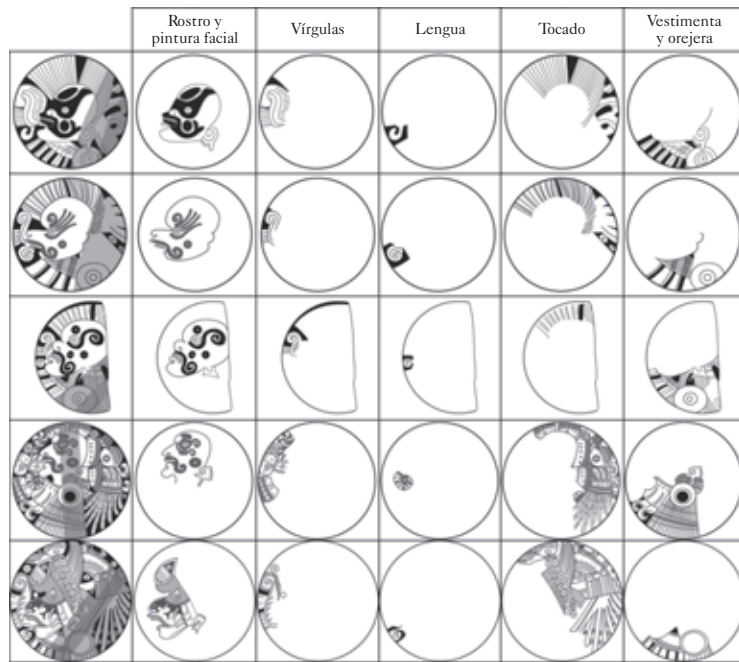 Rostro y
pintura facial
Vírgulas
Lengua
Tocado
Vestimenta
y orejera